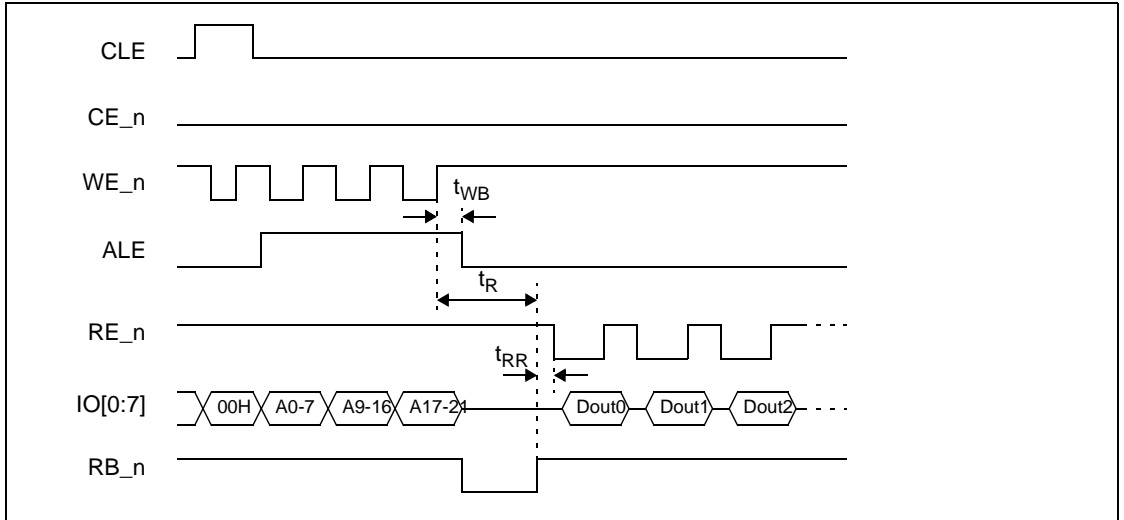 CLE
CE_n
WE_n
tWB
ALE
tR
RE_n
tRR
IO[0:7] 00H A0-7 A9-16 A17-21 Dout0 Dout1 Dout2
RB_n